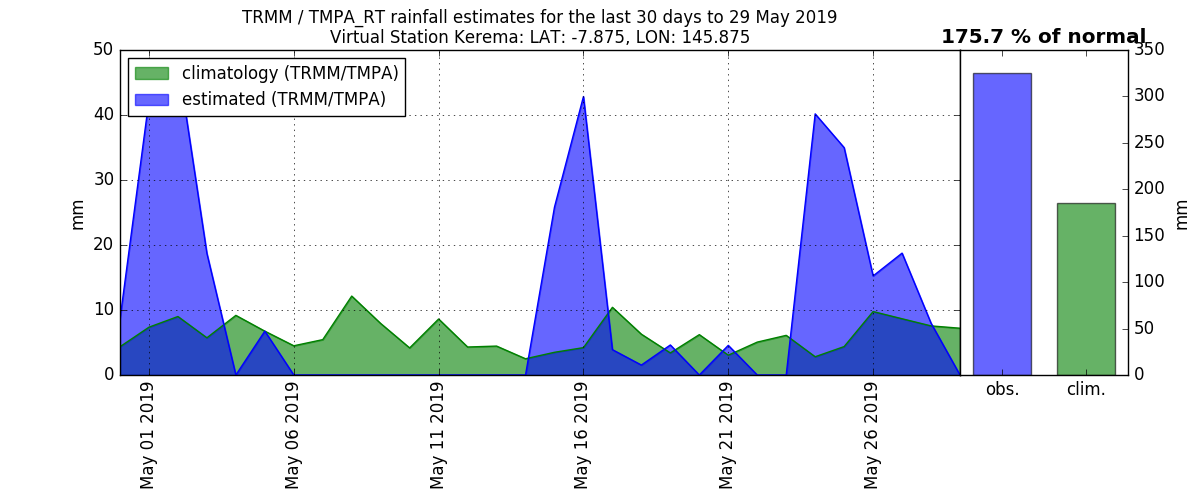 TRMM / TMPA_RT rainfall estimates for the last 30 days to 29 May 2019
Virtual Station Kerema: LAT: -7.875, LON: 145.875
175.7 % of normal
climatology (TRMM/TMPA)
estimated (TRMM/TMPA)
50
40
30
20
10
0
mm
May 01 2019
May 06 2019
May 11 2019
May 16 2019
May 21 2019
May 26 2019
obs.
clim.
350
300
250
200
150
100
50
0
mm